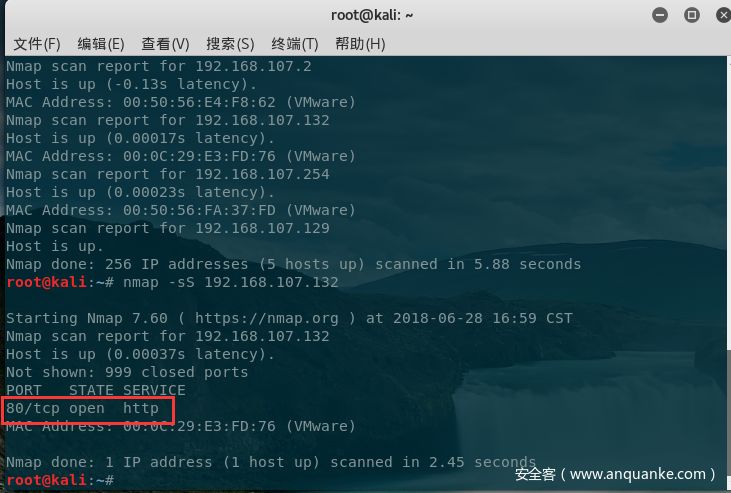 root@kali: ~
文件(F) 编辑(E) 查看(V) 搜索(S) 终端(T) 帮助(H)
Nmap scan report for 192.168.107.2
Host is up (-0.13s latency).
MAC Address: 00:50:56:E4:F8:62 (VMware)
Nmap scan report for 192.168.107.132
Host is up (0.00017s latency).
MAC Address: 00:0C:29:E3:FD:76 (VMware)
Nmap scan report for 192.168.107.254
Host is up (0.00023s latency).
MAC Address: 00:50:56:FA:37:FD (VMware)
Nmap scan report for 192.168.107.129
Host is up.
Nmap done: 256 IP addresses (5 hosts up) scanned in 5.88 seconds
root@kali:~# nmap -sS 192.168.107.132
Starting Nmap 7.60 ( https://nmap.org ) at 2018-06-28 16:59 CST
Nmap scan report for 192.168.107.132
Host is up (0.00037s latency).
Not shown: 999 closed ports
PORT   STATE SERVICE
80/tcp open  http
MAC Address: 00:0C:29:E3:FD:76 (VMware)
Nmap done: 1 IP address (1 host up) scanned in 2.45 seconds
root@kali:~#
安全客（www.anquanke.com）